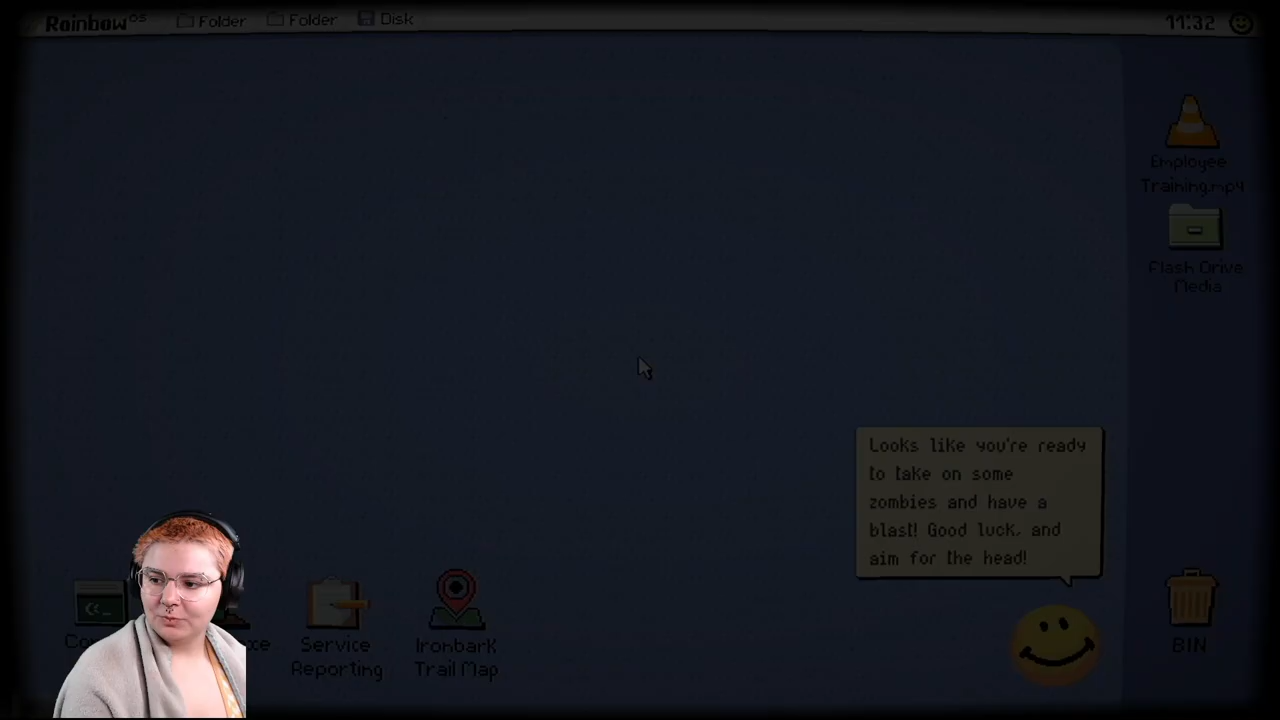 Rainbow OS Folder Folder Disk 11:32
Employee
Training.mp4
Flash Drive
Media
Looks like you're ready
to take on some
zombies and have a
blast! Good luck, and
aim for the head!
Service
Reporting
Ironbark
Trail Map
BIN